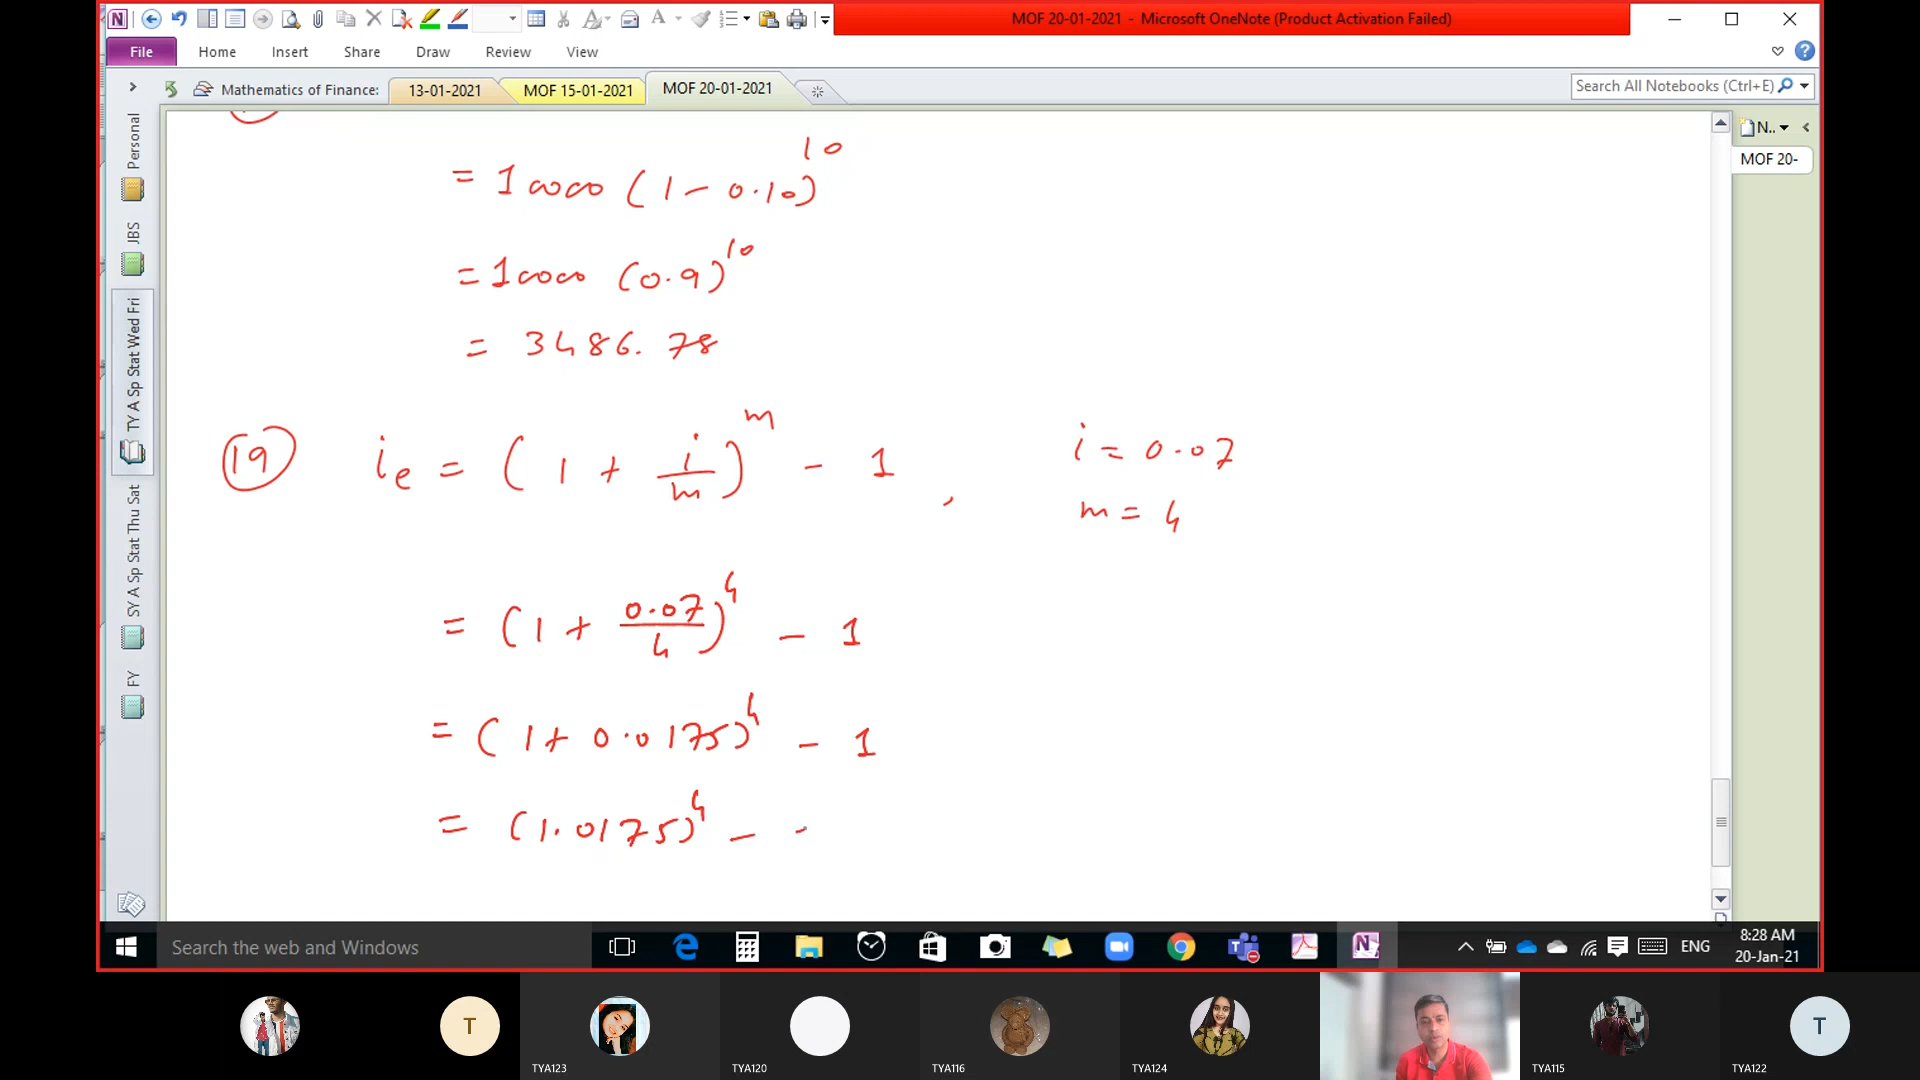 MOF 20-01-2021 - Microsoft OneNote (Product Activation Failed)
File Home Insert Share Draw Review View
Mathematics of Finance: 13-01-2021 MOF 15-01-2021 MOF 20-01-2021 Search All Notebooks (Ctrl+E)
N..
MOF 20-
Personal
JBS
TY A Sp Stat Wed Fri
SY A Sp Stat Thu Sat
FY
= 10000 (1 - 0.10)^10
= 10000 (0.9)^10
= 3486.78
(19) ie = (1 + i/m)^m - 1 , i = 0.07
m = 4
= (1 + 0.07/4)^4 - 1
= (1 + 0.0175)^4 - 1
= (1.0175)^4 -
Search the web and Windows
ENG
8:28 AM
20-Jan-21
T
T
TYA123 TYA120 TYA116 TYA124 TYA115 TYA122